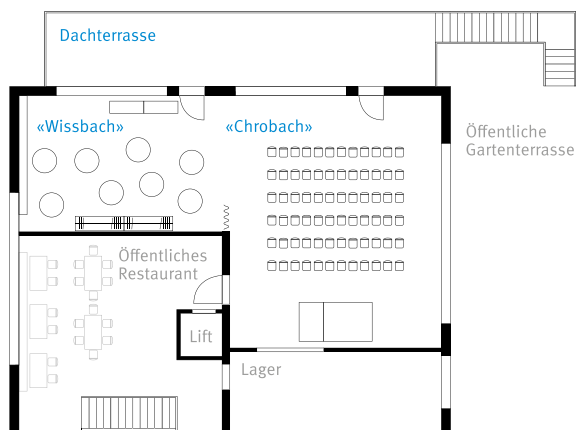 Dachterrasse
«Wissbach»
«Chrobach»
Öffentliche
Gartenterrasse
Öffentliches
Restaurant
Lift
Lager